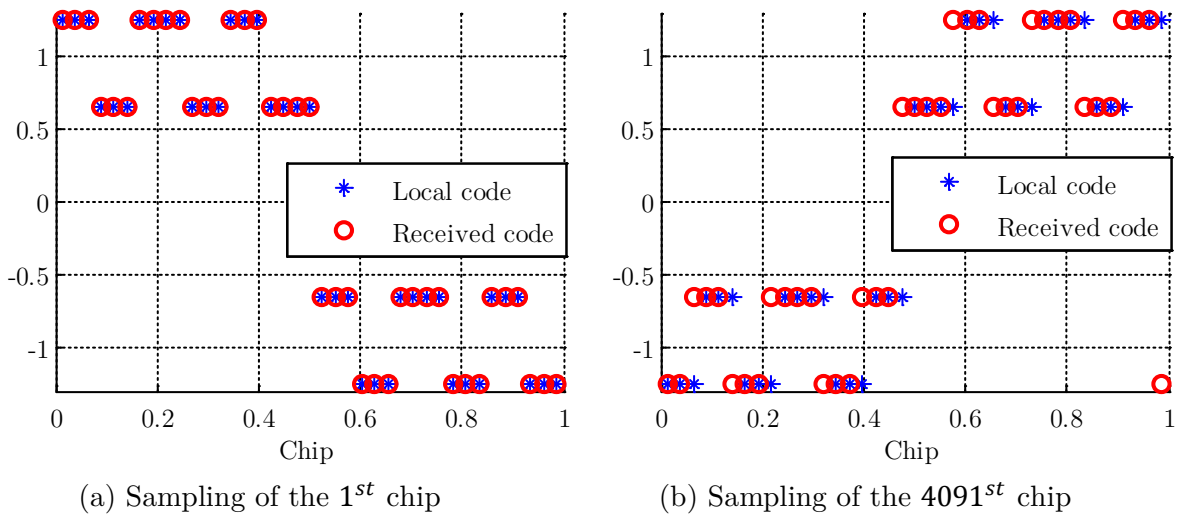 1
0.5
0
-0.5
-1
0
0.2
0.4
0.6
0.8
1
Chip
Local code
Received code
(a) Sampling of the 1st chip
1
0.5
0
-0.5
-1
0
0.2
0.4
0.6
0.8
1
Chip
Local code
Received code
(b) Sampling of the 4091st chip